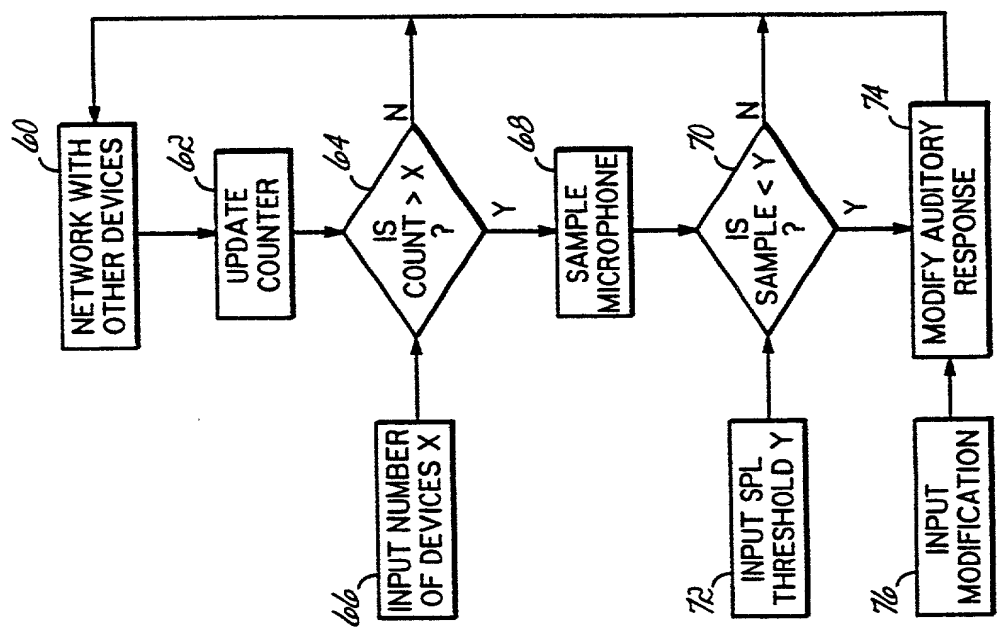 60
NETWORK WITH
OTHER DEVICES
62
UPDATE
COUNTER
66
INPUT NUMBER
OF DEVICES X
64
IS
COUNT > X
?
N
Y
68
SAMPLE
MICROPHONE
72
INPUT SPL
THRESHOLD Y
70
IS
SAMPLE < Y
?
N
Y
76
INPUT
MODIFICATION
74
MODIFY AUDITORY
RESPONSE